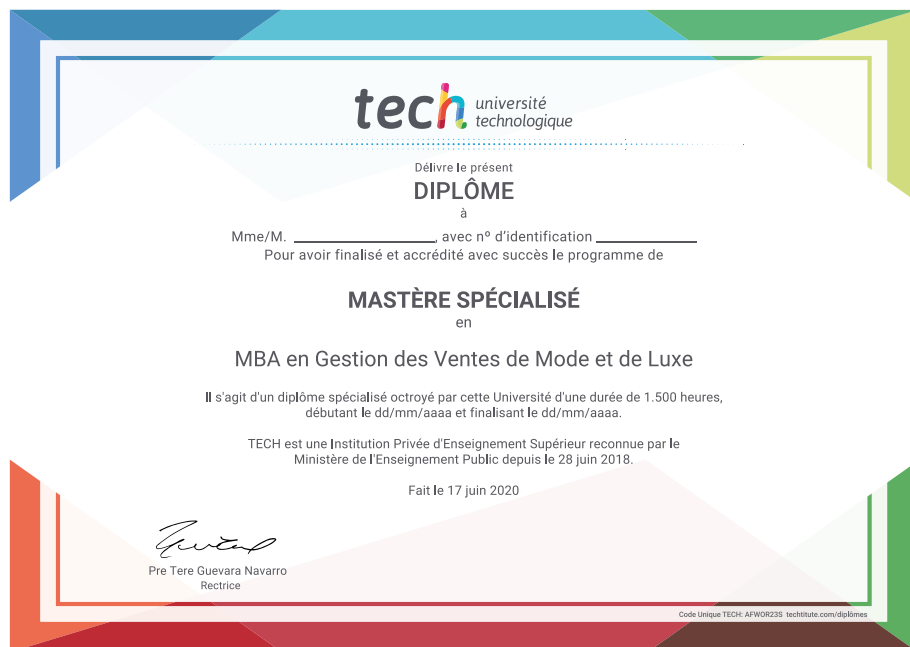 tech université
technologique
Délivre le présent
DIPLÔME
à
Mme/M. ____________, avec nº d'identification ____________
Pour avoir finalisé et accrédité avec succès le programme de
MASTÈRE SPÉCIALISÉ
en
MBA en Gestion des Ventes de Mode et de Luxe
Il s'agit d'un diplôme spécialisé octroyé par cette Université d'une durée de 1.500 heures,
débutant le dd/mm/aaaa et finalisant le dd/mm/aaaa.
TECH est une Institution Privée d'Enseignement Supérieur reconnue par le
Ministère de l'Enseignement Public depuis le 28 juin 2018.
Fait le 17 juin 2020
Pre Tere Guevara Navarro
Rectrice
Code Unique TECH: AFWOR23S techtitute.com/diplômes